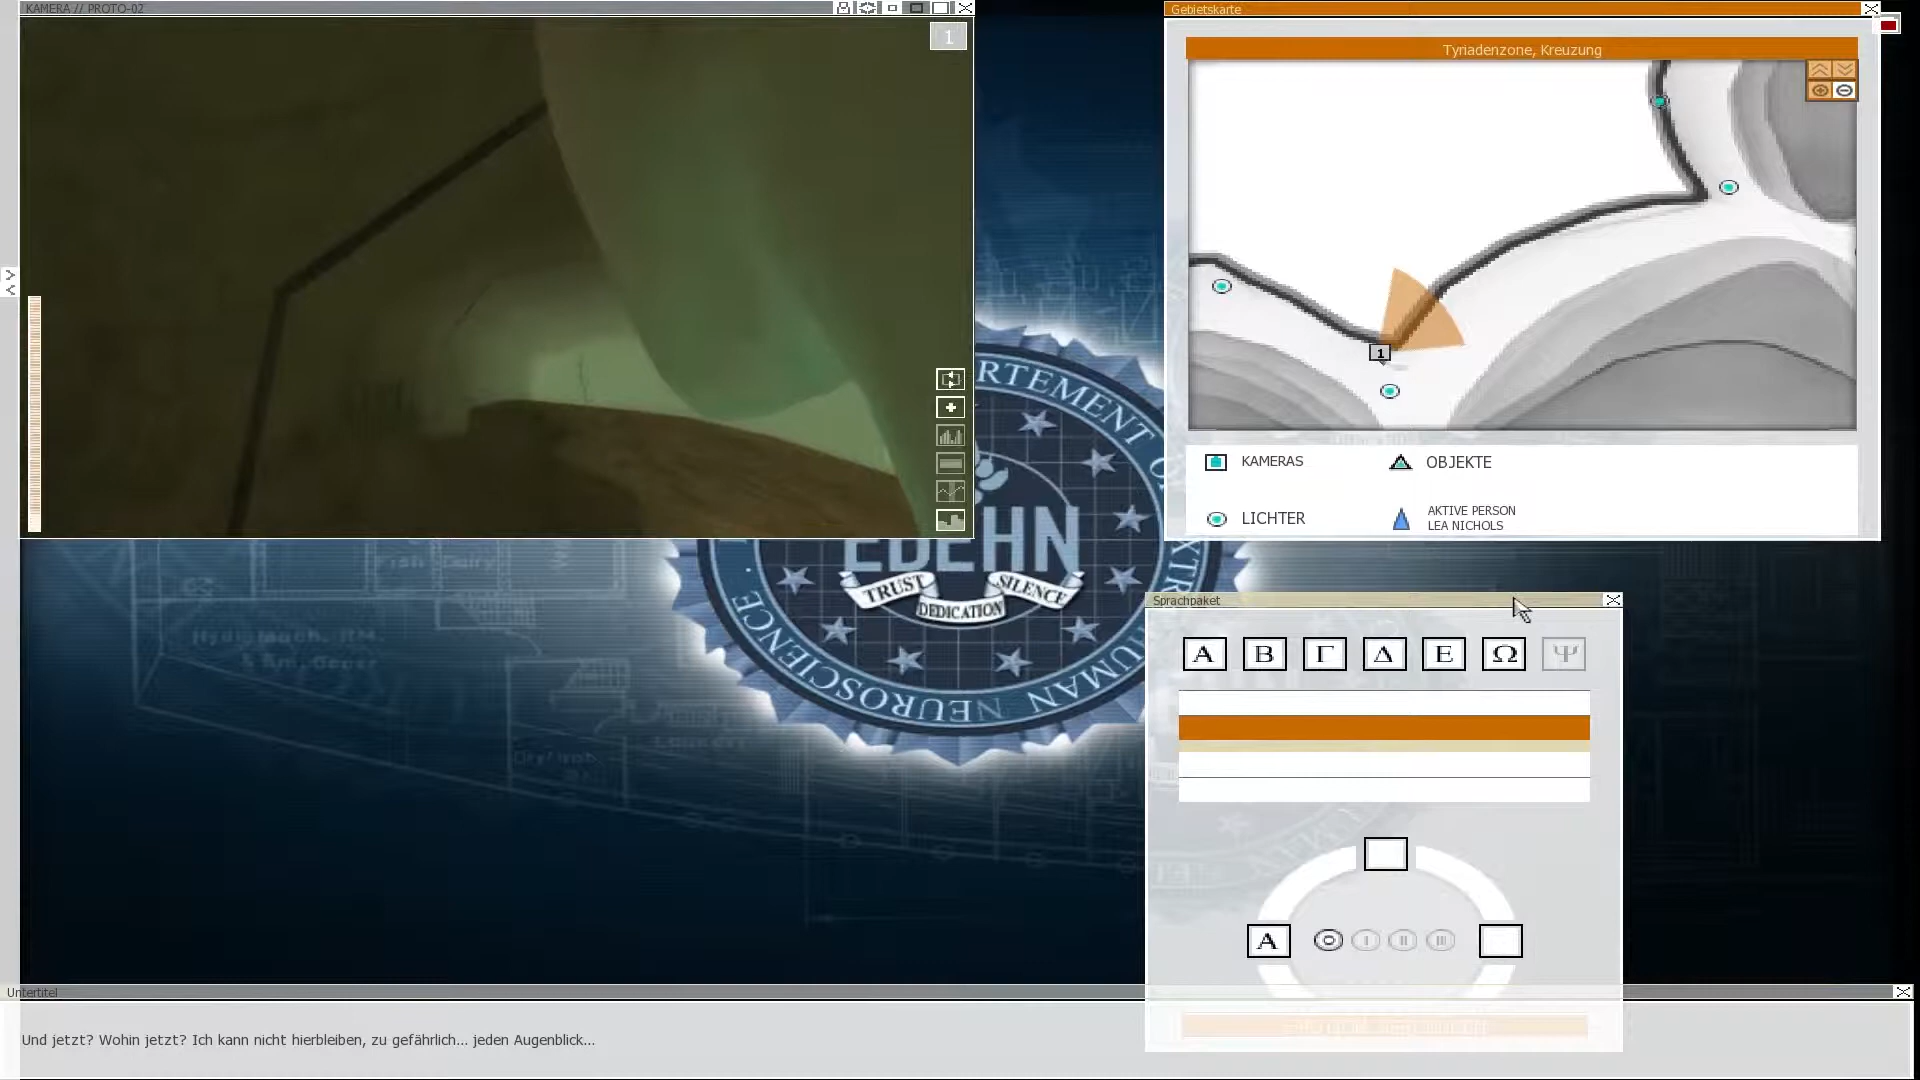 KAMERA // PROTO-02
1
Gebietskarte
Tyriadenzone, Kreuzung
1
KAMERAS
OBJEKTE
LICHTER
AKTIVE PERSON
LEA NICHOLS
EDEHN
TRUST
DEDICATION
SILENCE
HUMAN NEUROSCIENCE
Sprachpaket
Α Β Γ Δ Ε Ω Ψ
Α
Untertitel
Und jetzt? Wohin jetzt? Ich kann nicht hierbleiben, zu gefährlich... jeden Augenblick...